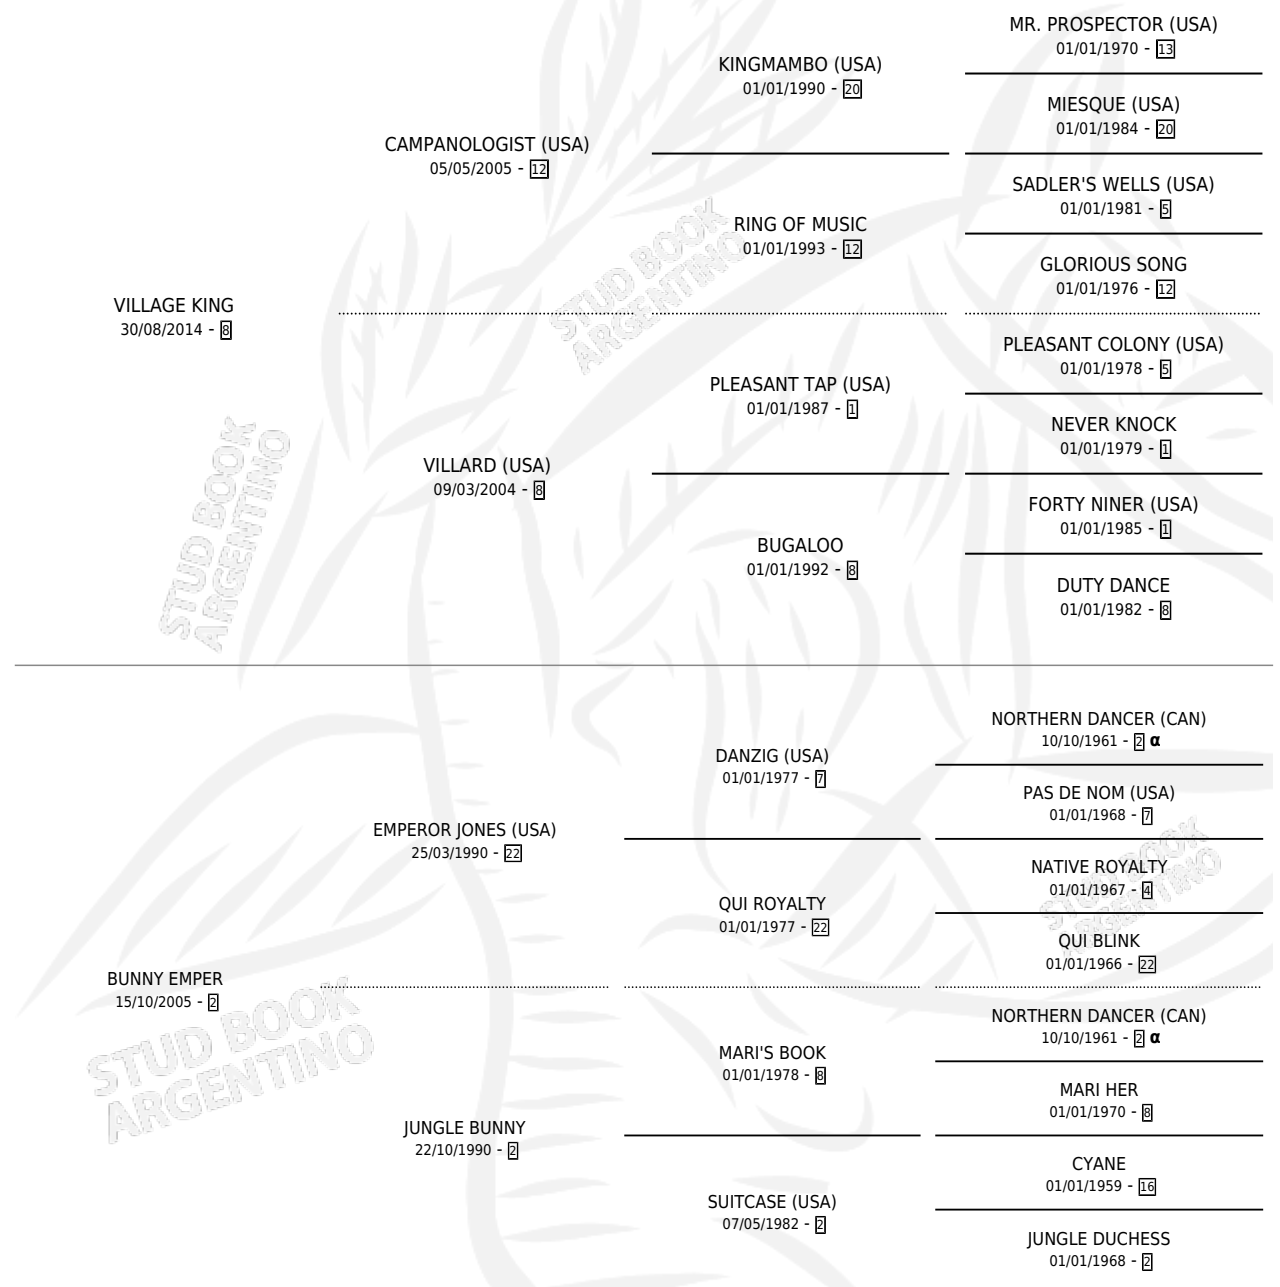 MR. PROSPECTOR (USA)
01/01/1970 - 13
KINGMAMBO (USA)
01/01/1990 - 20
MIESQUE (USA)
01/01/1984 - 20
CAMPANOLOGIST (USA)
05/05/2005 - 12
SADLER'S WELLS (USA)
01/01/1981 - 5
RING OF MUSIC
01/01/1993 - 12
GLORIOUS SONG
01/01/1976 - 12
VILLAGE KING
30/08/2014 - 8
PLEASANT COLONY (USA)
01/01/1978 - 5
PLEASANT TAP (USA)
01/01/1987 - 1
NEVER KNOCK
01/01/1979 - 1
VILLARD (USA)
09/03/2004 - 8
FORTY NINER (USA)
01/01/1985 - 1
BUGALOO
01/01/1992 - 8
DUTY DANCE
01/01/1982 - 8
NORTHERN DANCER (CAN)
10/10/1961 - 2 α
DANZIG (USA)
01/01/1977 - 7
PAS DE NOM (USA)
01/01/1968 - 7
EMPEROR JONES (USA)
25/03/1990 - 22
NATIVE ROYALTY
01/01/1967 - 4
QUI ROYALTY
01/01/1977 - 22
QUI BLINK
01/01/1966 - 22
BUNNY EMPER
15/10/2005 - 2
NORTHERN DANCER (CAN)
10/10/1961 - 2 α
MARI'S BOOK
01/01/1978 - 8
MARI HER
01/01/1970 - 8
JUNGLE BUNNY
22/10/1990 - 2
CYANE
01/01/1959 - 16
SUITCASE (USA)
07/05/1982 - 2
JUNGLE DUCHESS
01/01/1968 - 2
STUD BOOK
ARGENTINO
STUD BOOK
ARGENTINO
STUD BOOK
ARGENTINO
STUD BOOK
ARGENTINO